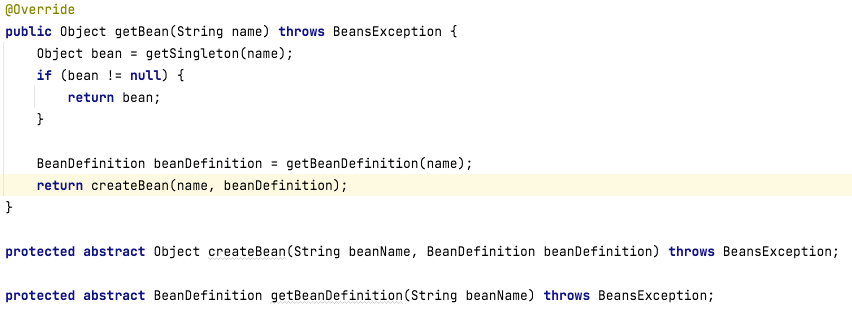 @Override
public Object getBean(String name) throws BeansException {
    Object bean = getSingleton(name);
    if (bean != null) {
        return bean;
    }

    BeanDefinition beanDefinition = getBeanDefinition(name);
    return createBean(name, beanDefinition);
}

protected abstract Object createBean(String beanName, BeanDefinition beanDefinition) throws BeansException;

protected abstract BeanDefinition getBeanDefinition(String beanName) throws BeansException;